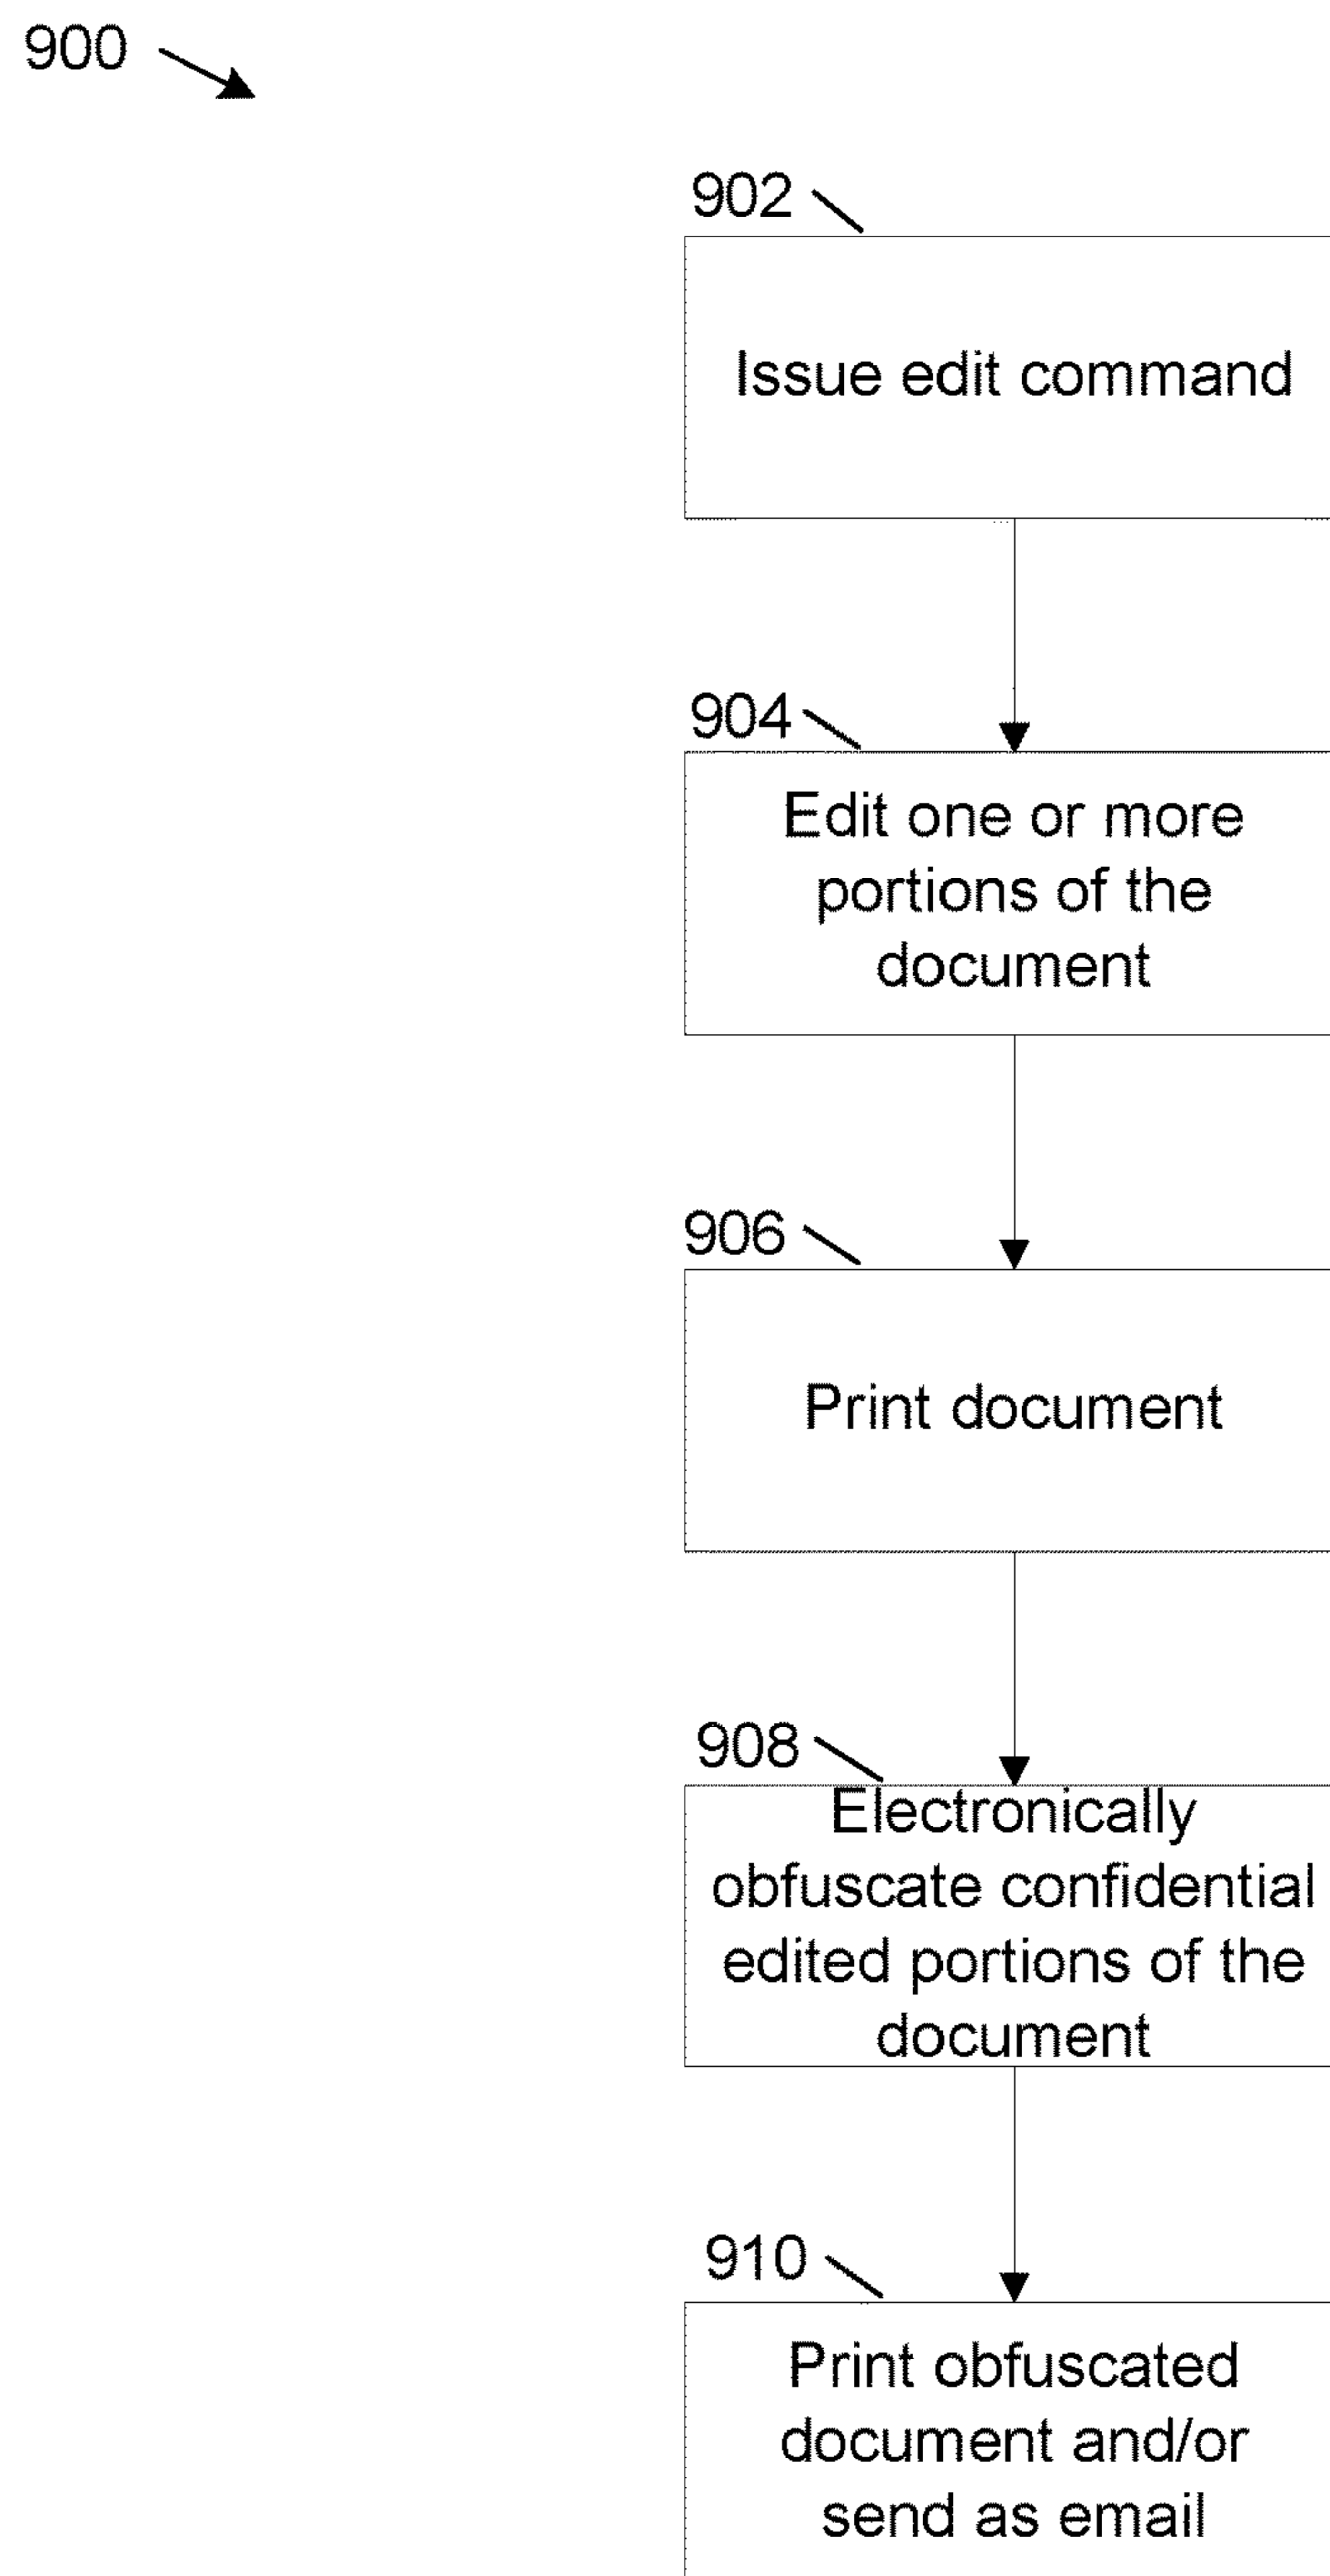 900
902
Issue edit command
904
Edit one or more
portions of the
document
906
Print document
908
Electronically
obfuscate confidential
edited portions of the
document
910
Print obfuscated
document and/or
send as email